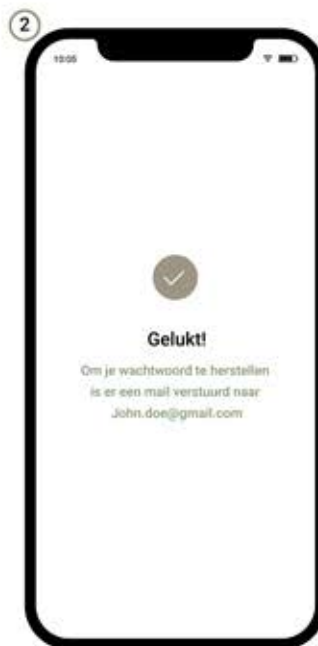 2
10:05
Gelukt!
Om je wachtwoord te herstellen
is er een mail verstuurd naar
John.doe@gmail.com